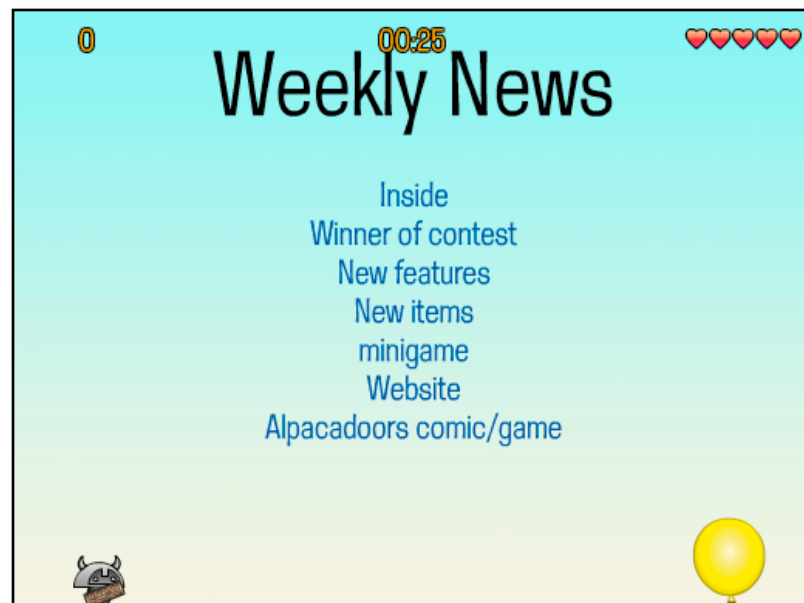 0 00:25
Weekly News
Inside
Winner of contest
New features
New items
minigame
Website
Alpacadoors comic/game